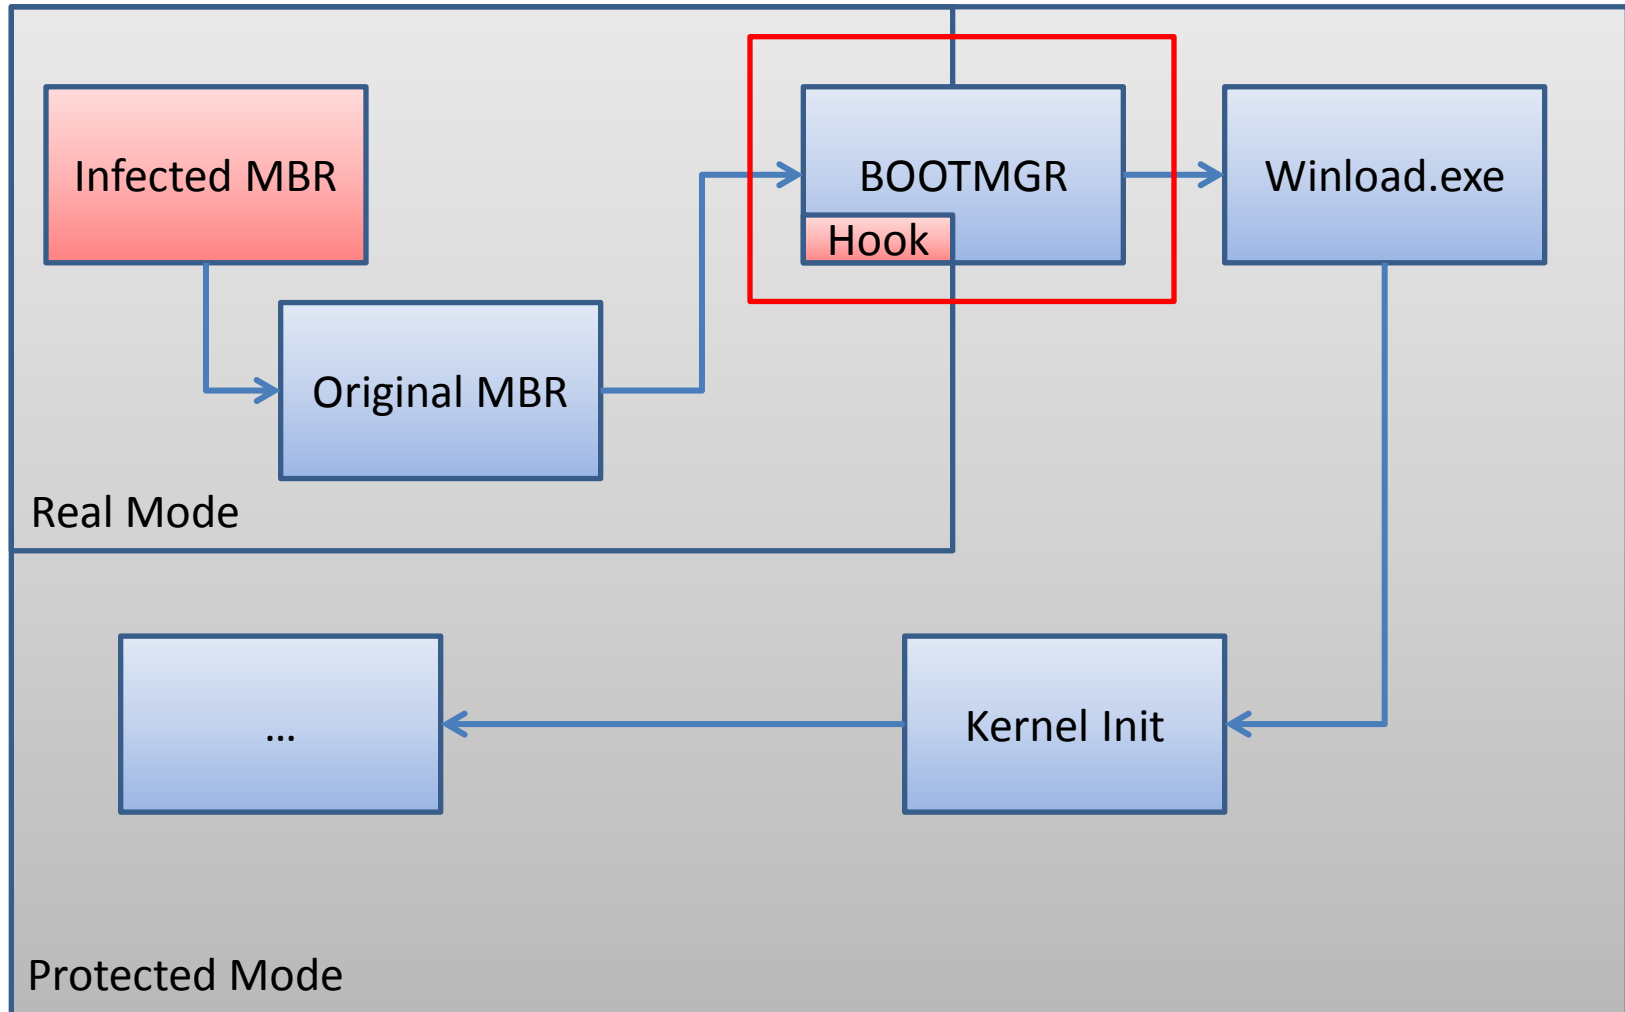 Infected MBR
BOOTMGR
Hook
Winload.exe
Original MBR
Real Mode
...
Kernel Init
Protected Mode